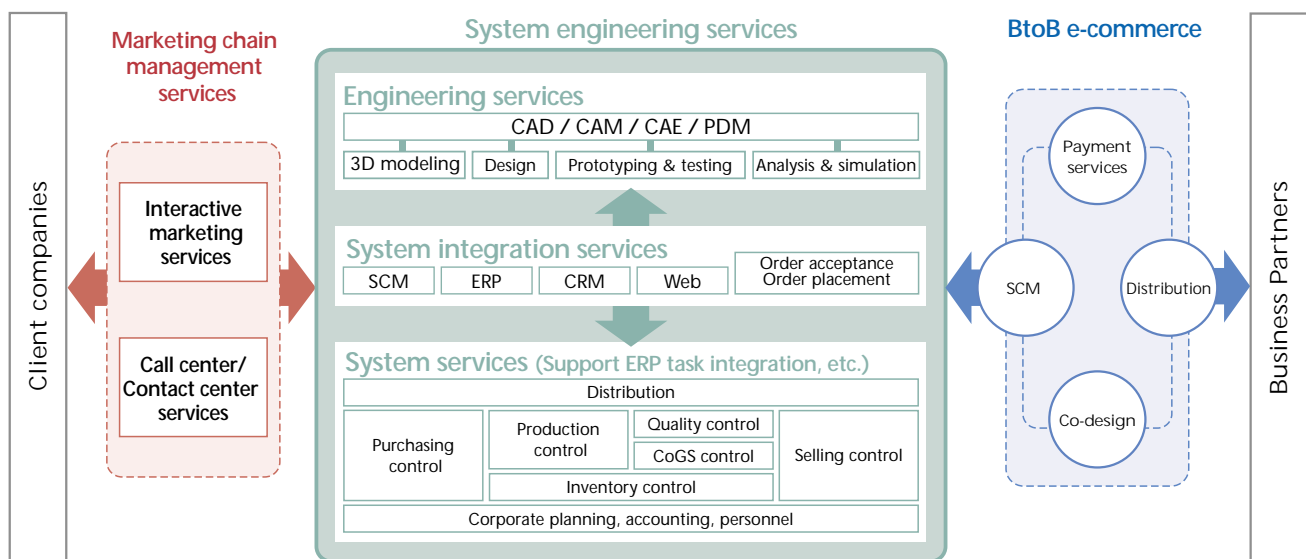 Client companies
Marketing chain
management
services
Interactive
marketing
services
Call center/
Contact center
services
System engineering services
Engineering services
CAD / CAM / CAE / PDM
3D modeling
Design
Prototyping & testing
Analysis & simulation
System integration services
SCM
ERP
CRM
Web
Order acceptance
Order placement
System services (Support ERP task integration, etc.)
Distribution
Purchasing
control
Production
control
Quality control
CoGS control
Selling control
Inventory control
Corporate planning, accounting, personnel
BtoB e-commerce
Payment
services
SCM
Distribution
Co-design
Business Partners